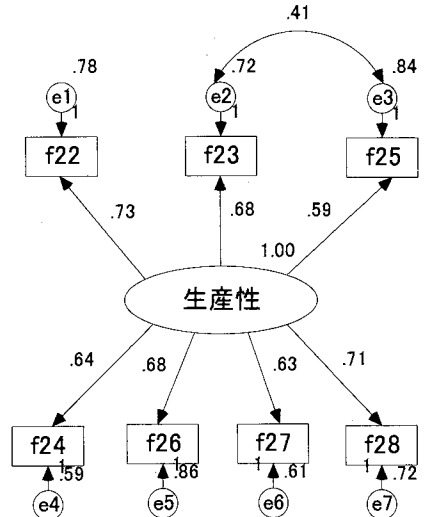 .41
.78 .72 .84
e1 e2 e3
1 1 1
f22 f23 f25
.73 .68 .59
1.00
生産性
.64 .68 .63 .71
f24 f26 f27 f28
1 .59 1 .86 1 .61 1 .72
e4 e5 e6 e7